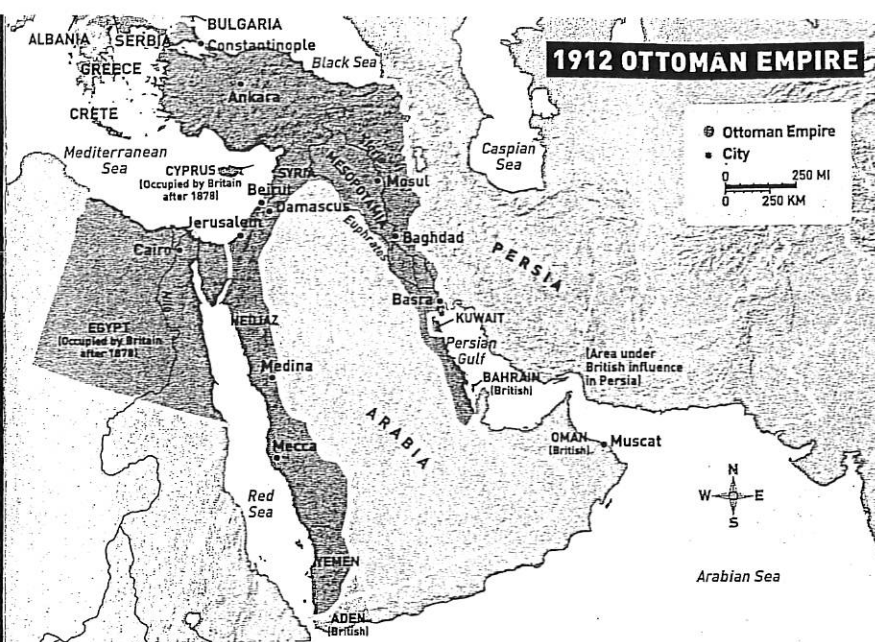 BULGARIA
ALBANIA
SERBIA
Constantinople
Black Sea
1912 OTTOMAN EMPIRE
GREECE
Ankara
CRETE
Ottoman Empire
City
0 250 MI
0 250 KM
Mediterranean
Sea
Caspian
Sea
CYPRUS
(Occupied by Britain
after 1878)
SYRIA
MESOPOTAMIA
Mosul
Beirut
Damascus
Jerusalem
Euphrates
Baghdad
Cairo
PERSIA
Basra
KUWAIT
EGYPT
(Occupied by Britain
after 1878)
HEDJAZ
Persian
Gulf
Medina
BAHRAIN
(British)
(Area under
British influence
in Persia)
ARABIA
OMAN
(British)
Muscat
Mecca
Red
Sea
N
W E
S
YEMEN
Arabian Sea
ADEN
(British)